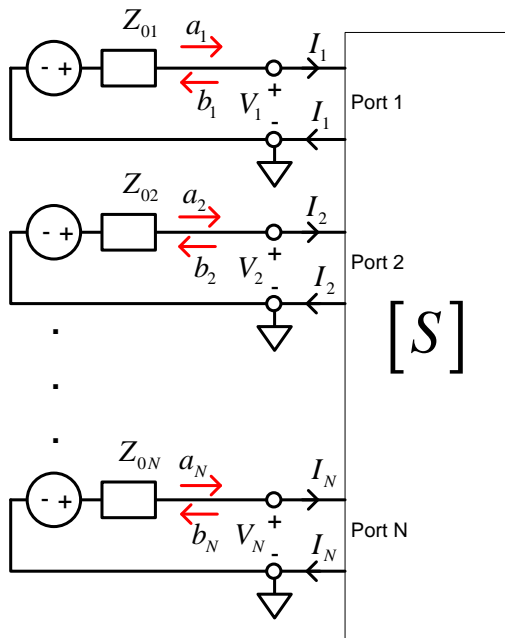 Z₀₁ a₁ I₁
- + b₁ V₁ + Port 1
- I₁
Z₀₂ a₂ I₂
- + b₂ V₂ + Port 2
- I₂
[S]
.
.
.
Z₀N aN IN
- + bN VN + Port N
- IN